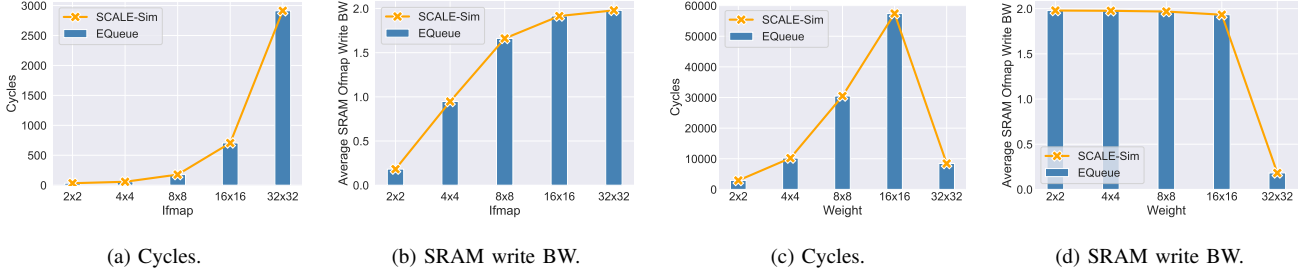 3000
2500
2000
1500
1000
500
0
Cycles
SCALE-Sim
EQueue
2x2 4x4 8x8 16x16 32x32
Ifmap
(a) Cycles.
2.0
1.5
1.0
0.5
0.0
Average SRAM Ofmap Write BW
SCALE-Sim
EQueue
2x2 4x4 8x8 16x16 32x32
Ifmap
(b) SRAM write BW.
60000
50000
40000
30000
20000
10000
0
Cycles
SCALE-Sim
EQueue
2x2 4x4 8x8 16x16 32x32
Weight
(c) Cycles.
2.0
1.5
1.0
0.5
0.0
Average SRAM Ofmap Write BW
SCALE-Sim
EQueue
2x2 4x4 8x8 16x16 32x32
Weight
(d) SRAM write BW.